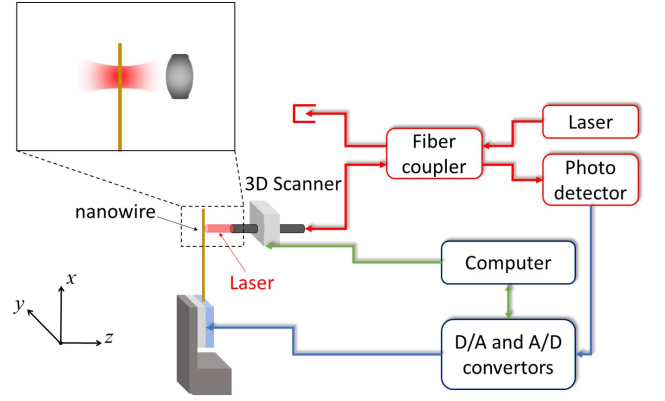 Laser
Fiber
coupler
Photo
detector
3D Scanner
nanowire
Laser
Computer
x
y
z
D/A and A/D
convertors